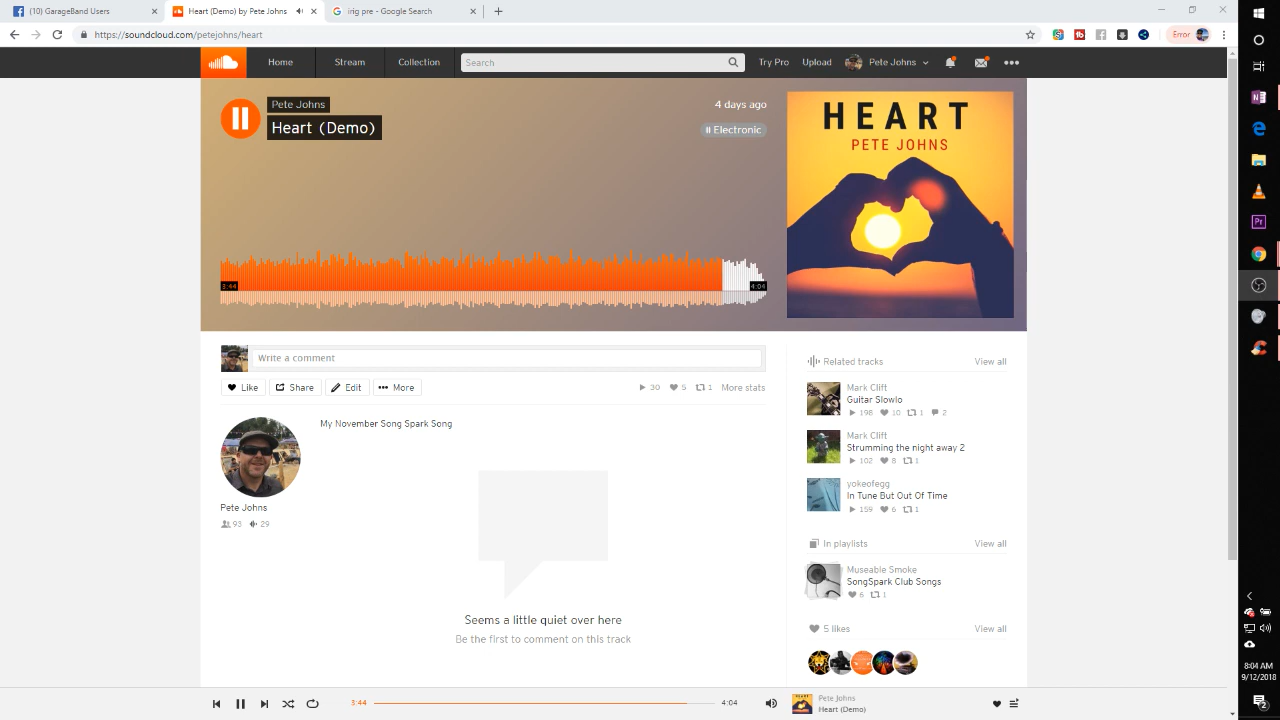 (10) GarageBand Users
Heart (Demo) by Pete Johns
irig pre - Google Search
https://soundcloud.com/petejohns/heart
Error
Home
Stream
Collection
Search
Try Pro
Upload
Pete Johns
Pete Johns
Heart (Demo)
4 days ago
# Electronic
HEART
PETE JOHNS
3:44
4:04
Write a comment
Like
Share
Edit
More
30
5
1
More stats
My November Song Spark Song
Pete Johns
93
29
Seems a little quiet over here
Be the first to comment on this track
Related tracks
View all
Mark Clift
Guitar Slowlo
198
10
1
2
Mark Clift
Strumming the night away 2
102
8
1
yokeofegg
In Tune But Out Of Time
159
6
1
In playlists
View all
Museable Smoke
SongSpark Club Songs
6
1
5 likes
View all
3:44
4:04
Pete Johns
Heart (Demo)
8:04 AM
9/12/2018
2